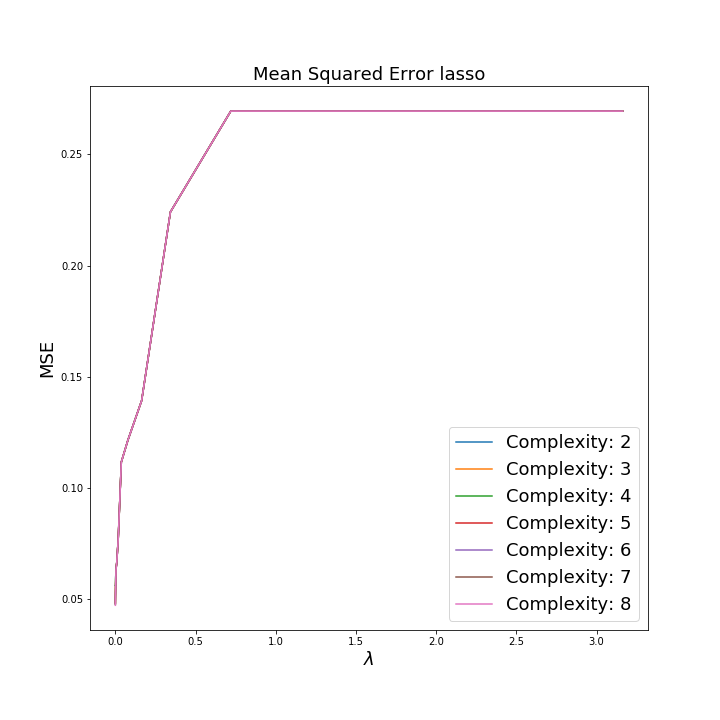 Mean Squared Error lasso
MSE
0.25
0.20
0.15
0.10
0.05
0.0 0.5 1.0 1.5 2.0 2.5 3.0
λ
Complexity: 2
Complexity: 3
Complexity: 4
Complexity: 5
Complexity: 6
Complexity: 7
Complexity: 8